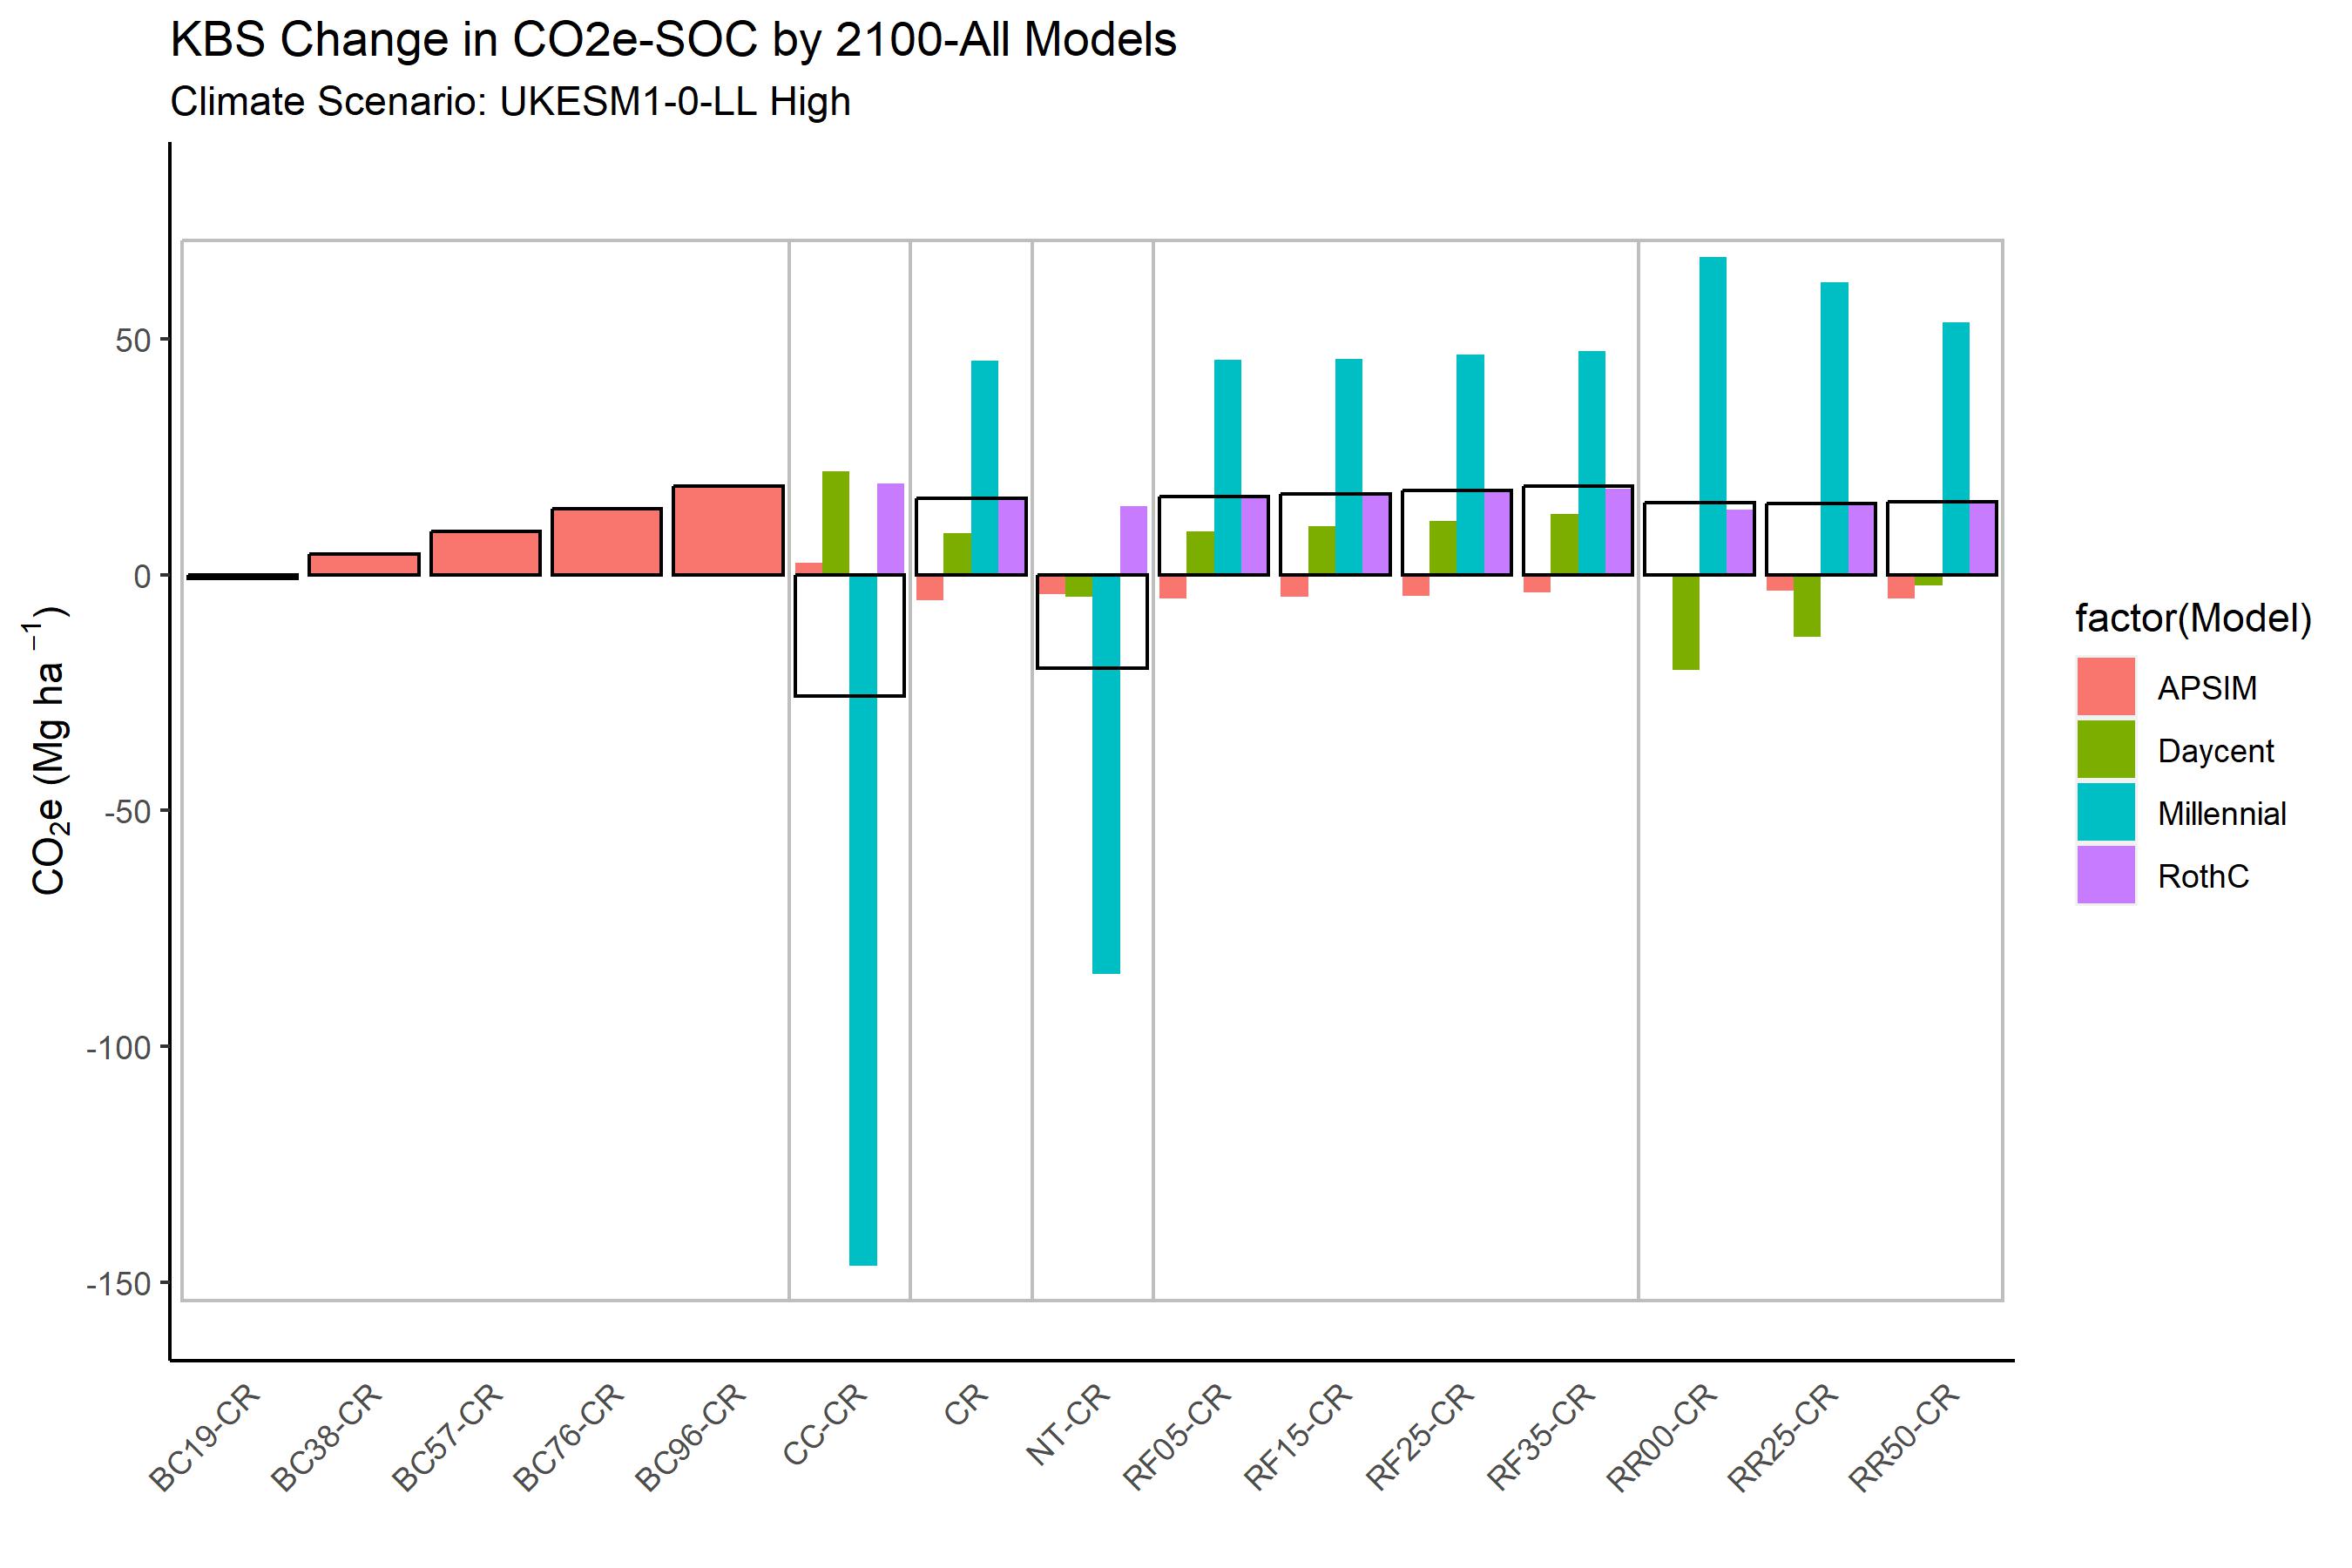 KBS Change in CO2e-SOC by 2100-All Models
Climate Scenario: UKESM1-0-LL High
CO₂e (Mg ha ⁻¹)
50
0
-50
-100
-150
BC19-CR
BC38-CR
BC57-CR
BC76-CR
BC96-CR
CC-CR
CR
NT-CR
RF05-CR
RF15-CR
RF25-CR
RF35-CR
RR00-CR
RR25-CR
RR50-CR
factor(Model)
APSIM
Daycent
Millennial
RothC